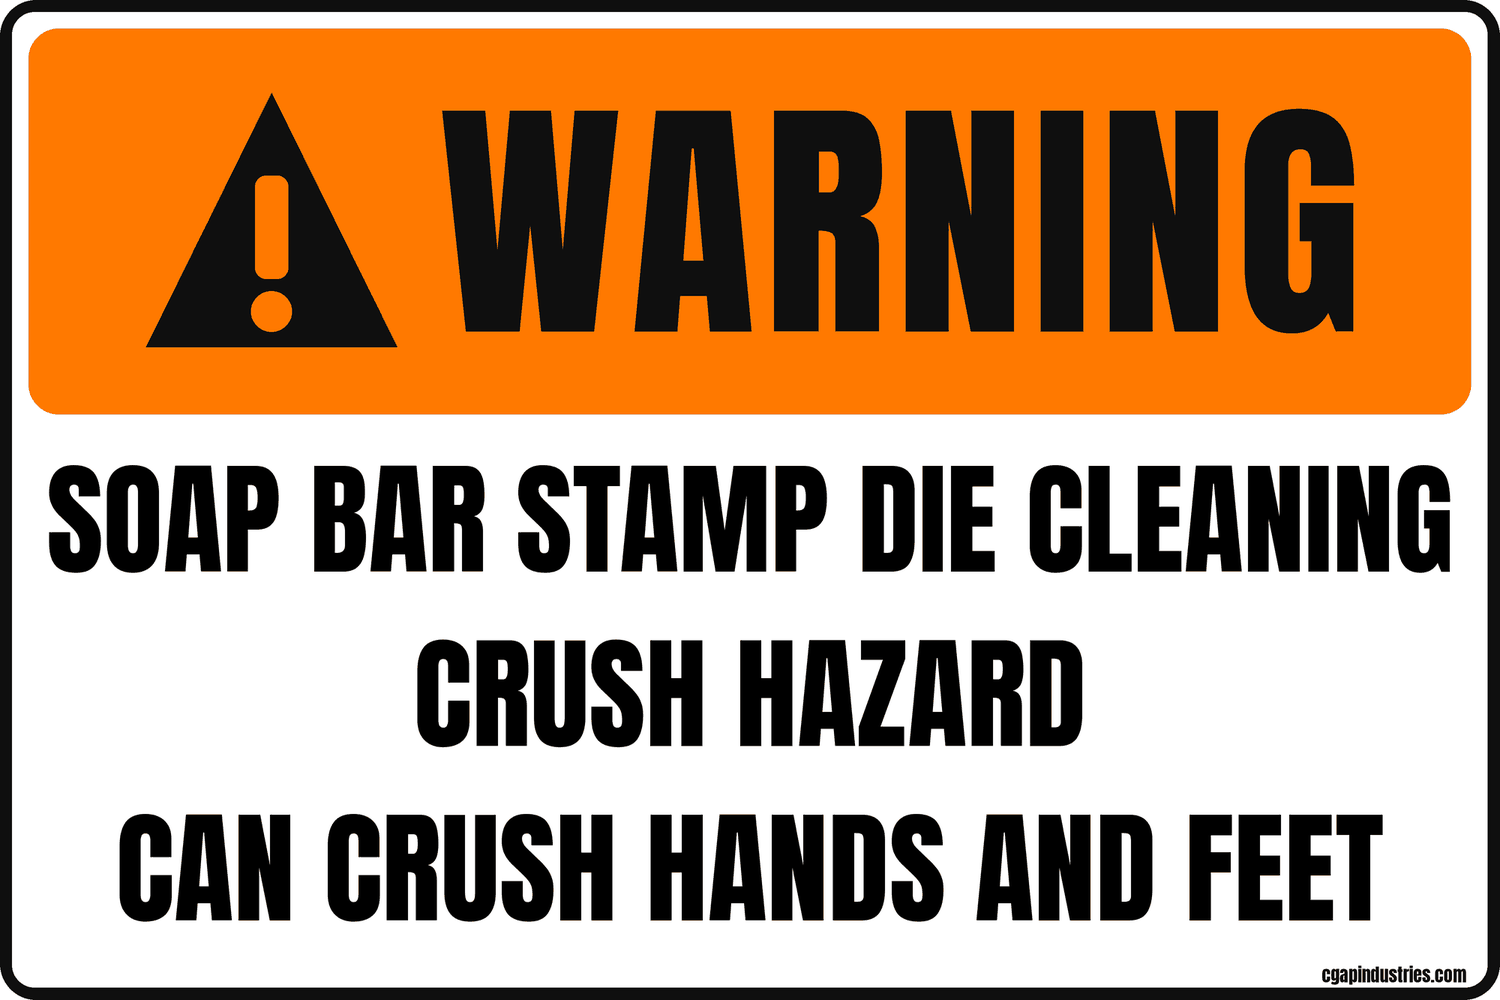 WARNING
SOAP BAR STAMP DIE CLEANING
CRUSH HAZARD
CAN CRUSH HANDS AND FEET
cgapindustries.com